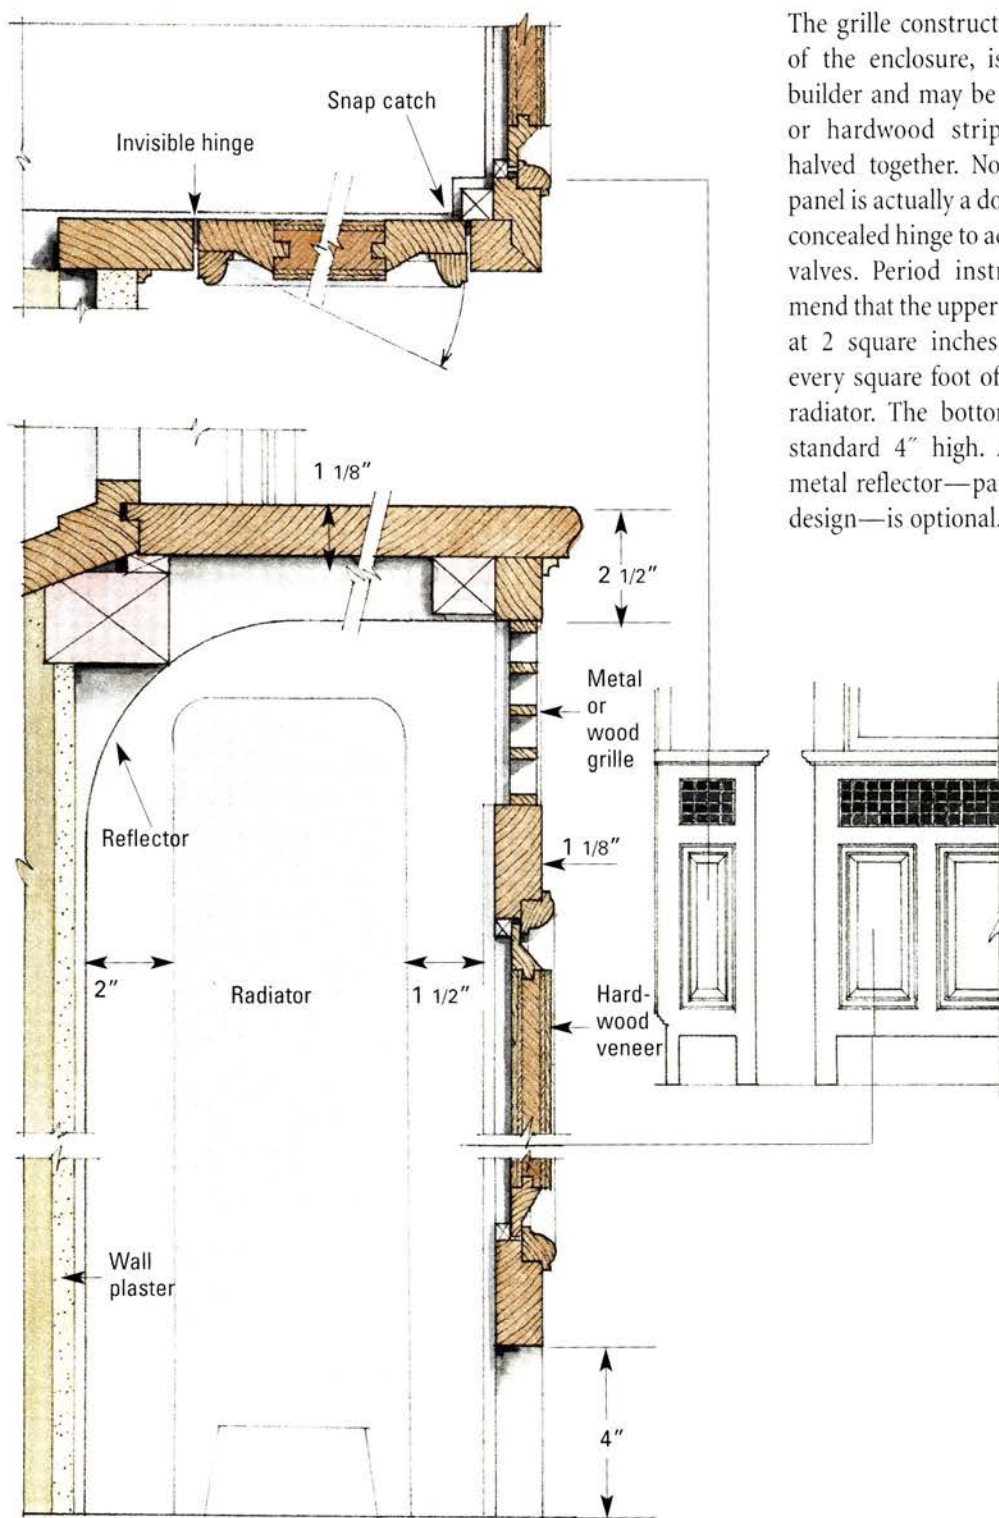 The grille construct
of the enclosure, is
builder and may be
or hardwood strip
halved together. No
panel is actually a do
concealed hinge to ad
valves. Period instr
mend that the upper
at 2 square inches
every square foot of
radiator. The bottor
standard 4″ high. A
metal reflector—pa
design—is optional.
Snap catch
Invisible hinge
1 1/8″
2 1/2″
Metal
or
wood
grille
Reflector
1 1/8″
2″
Radiator
1 1/2″
Hard-
wood
veneer
Wall
plaster
4″